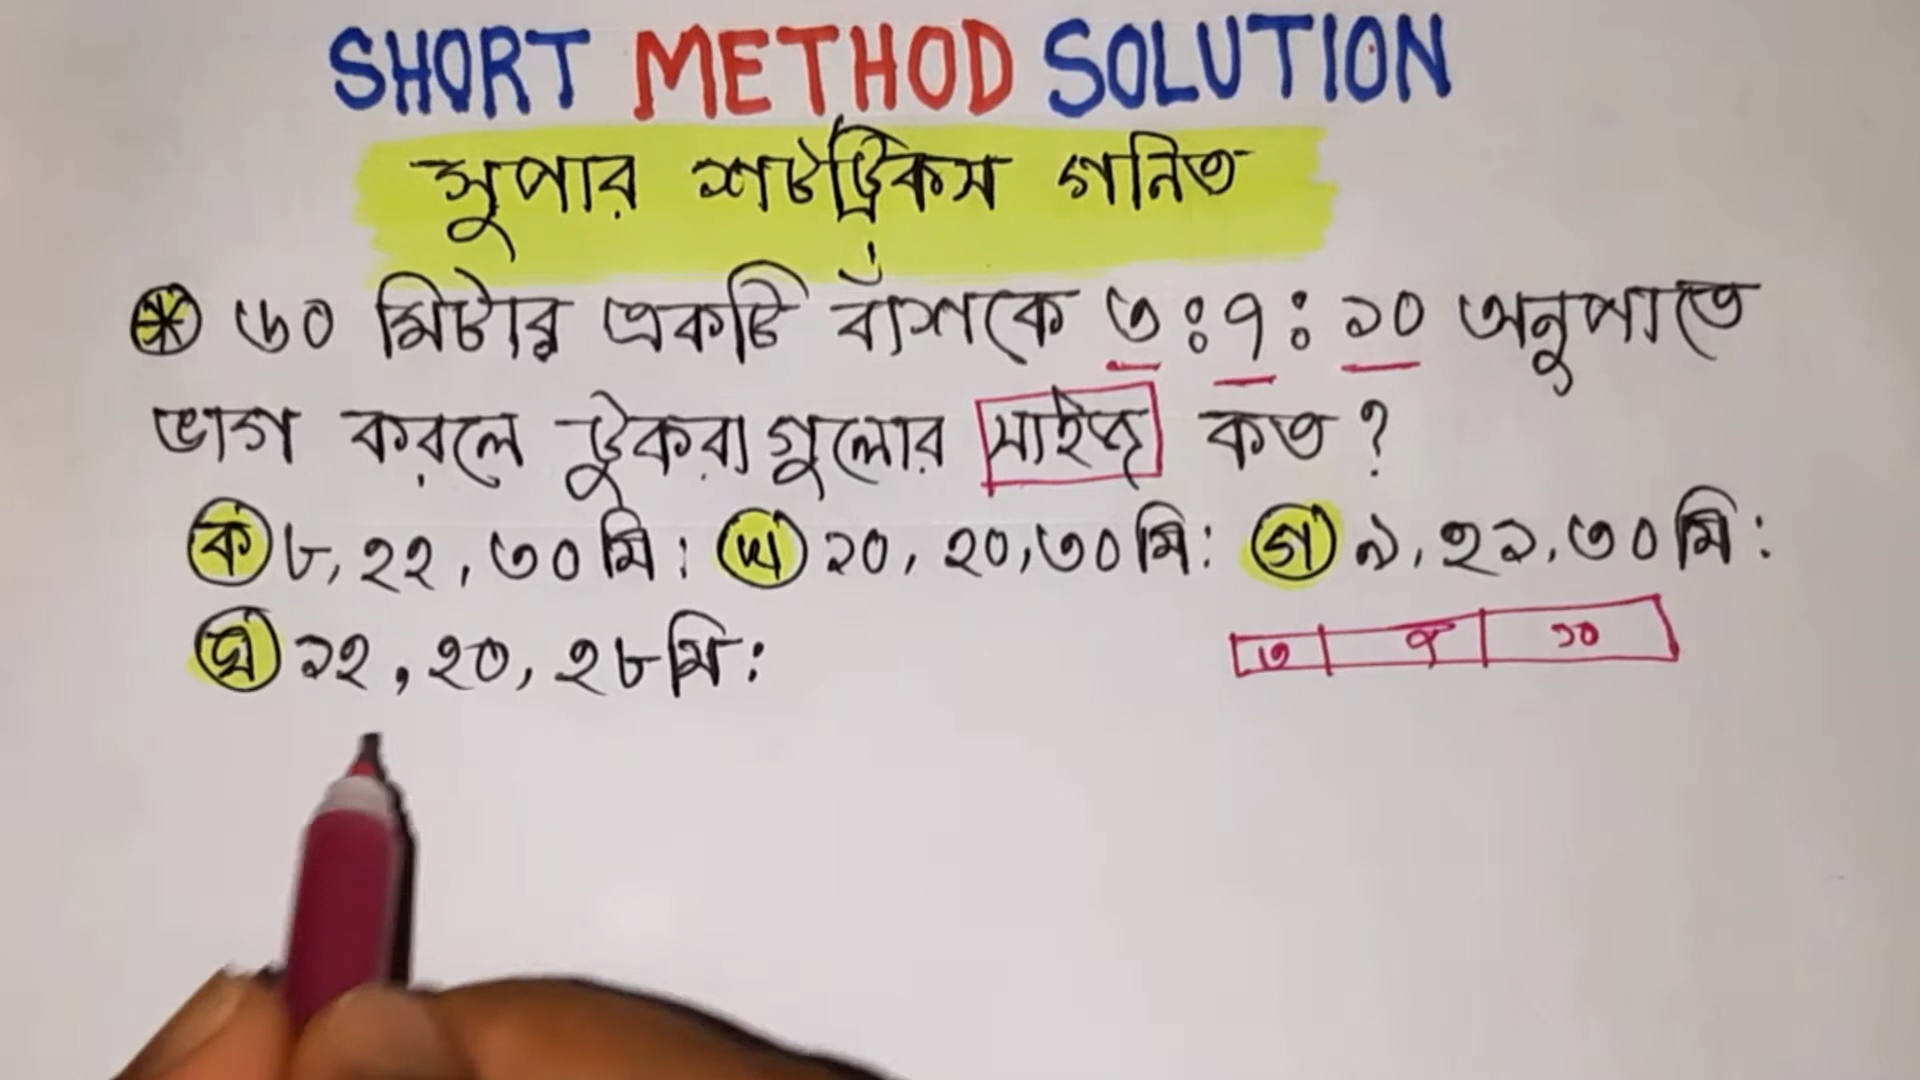 SHORT METHOD SOLUTION
সুপার শর্টট্রিকস গনিত
* ৬০ মিটার একটি বাঁশকে ৩:৭:১০ অনুপাতে
ভাগ করলে টুকরাগুলোর সাইজ কত?
ক ৮, ২২, ৩০ মি: খ ১০, ২০, ৩০ মি: গ ৯, ২১, ৩০ মি:
ঘ ১২, ২০, ২৮ মি:
৩ ৭ ১০